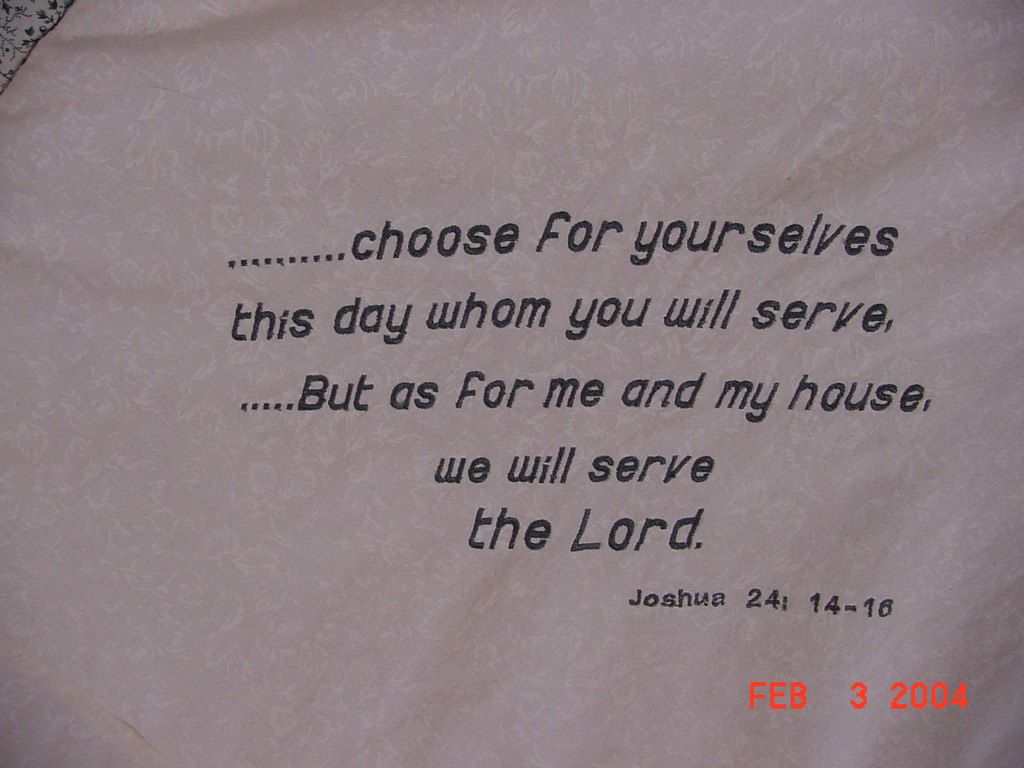 ..........choose for yourselves
this day whom you will serve,
.....But as for me and my house,
we will serve
the Lord.
Joshua 24: 14-16
FEB 3 2004